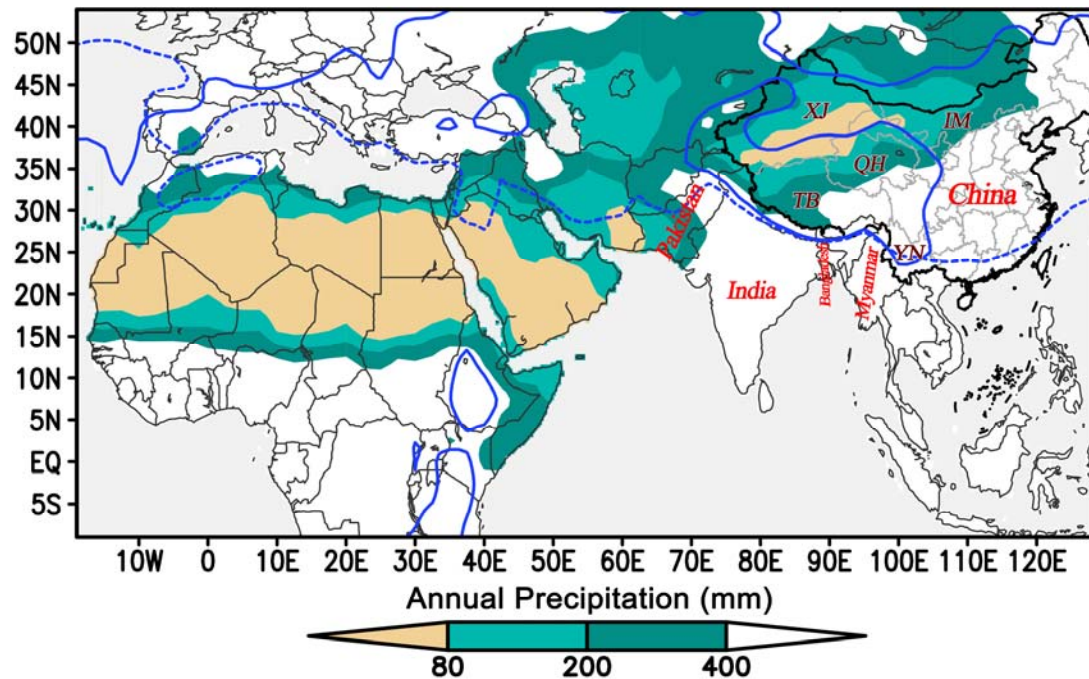 50N
45N
40N
35N
30N
25N
20N
15N
10N
5N
EQ
5S
XJ
IM
QH
TB
China
Pakistan
YN
India
Bangladesh
Myanmar
10W 0 10E 20E 30E 40E 50E 60E 70E 80E 90E 100E 110E 120E
Annual Precipitation (mm)
80 200 400